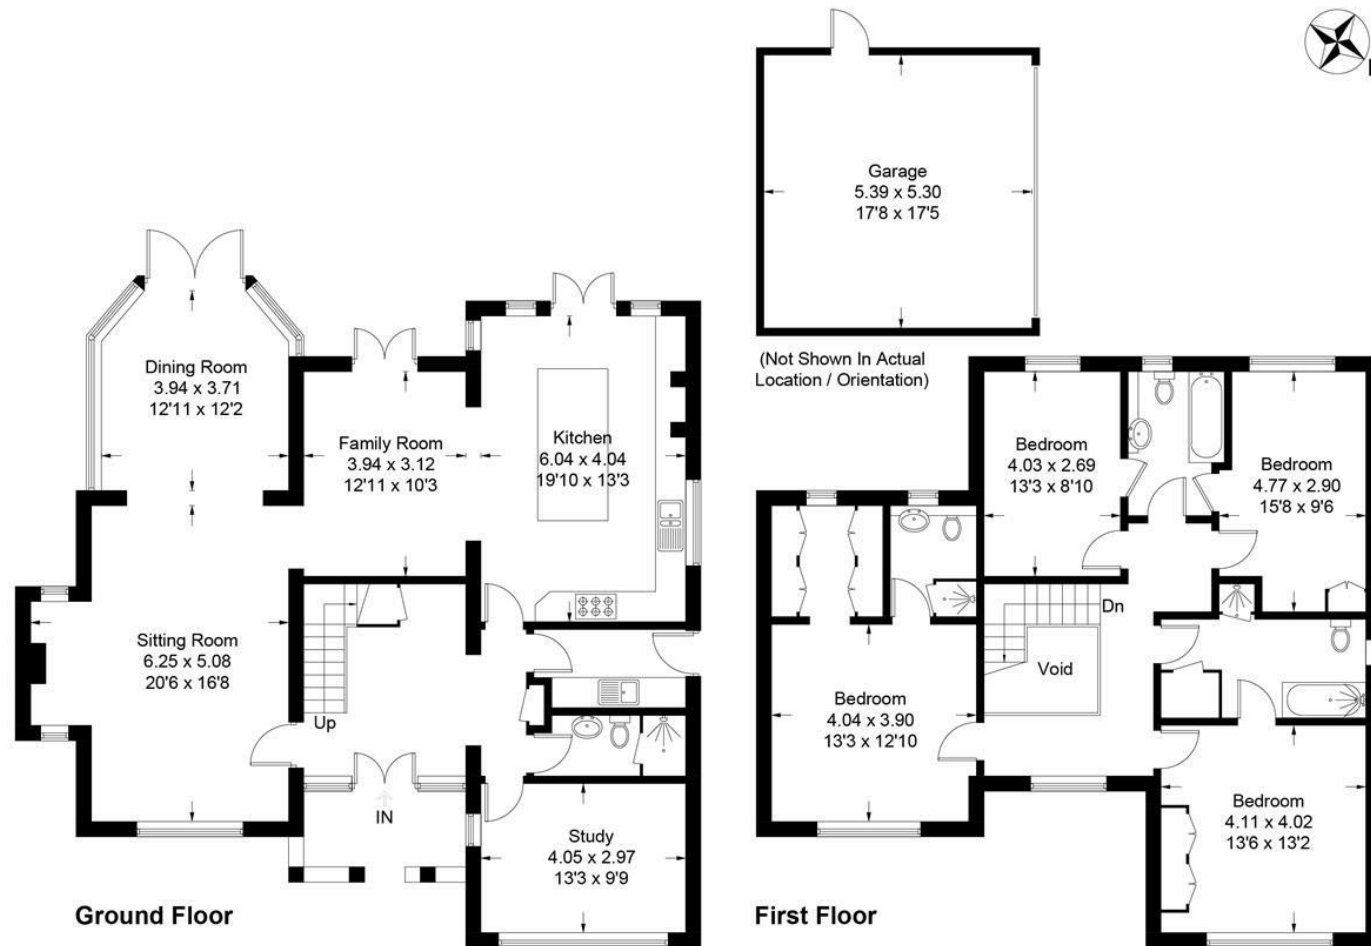 Garage
5.39 x 5.30
17'8 x 17'5
(Not Shown In Actual
Location / Orientation)
Dining Room
3.94 x 3.71
12'11 x 12'2
Family Room
3.94 x 3.12
12'11 x 10'3
Kitchen
6.04 x 4.04
19'10 x 13'3
Sitting Room
6.25 x 5.08
20'6 x 16'8
Up
IN
Study
4.05 x 2.97
13'3 x 9'9
Ground Floor
Bedroom
4.03 x 2.69
13'3 x 8'10
Bedroom
4.77 x 2.90
15'8 x 9'6
Dn
Void
Bedroom
4.04 x 3.90
13'3 x 12'10
Bedroom
4.11 x 4.02
13'6 x 13'2
First Floor